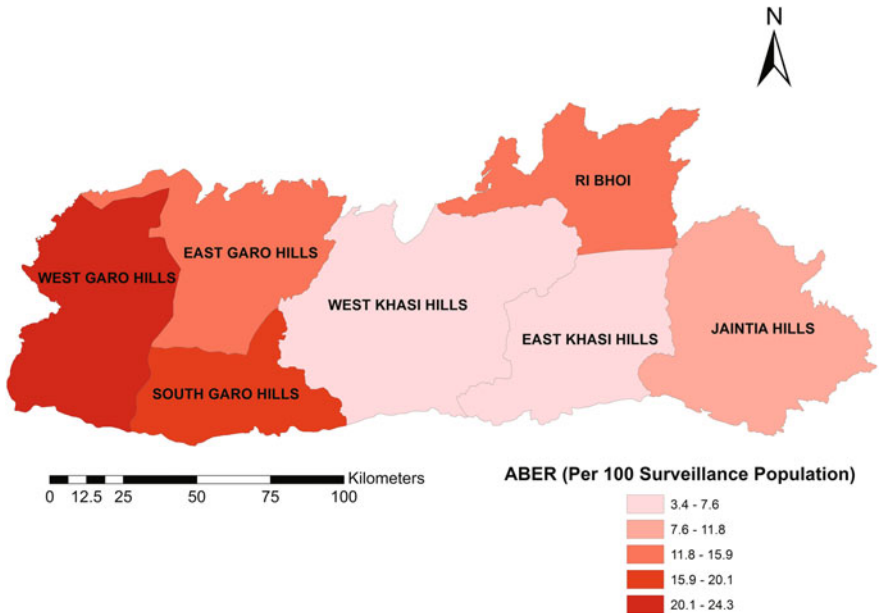 N
RI BHOI
EAST GARO HILLS
WEST GARO HILLS
WEST KHASI HILLS
EAST KHASI HILLS
JAINTIA HILLS
SOUTH GARO HILLS
Kilometers
0 12.5 25 50 75 100
ABER (Per 100 Surveillance Population)
3.4 - 7.6
7.6 - 11.8
11.8 - 15.9
15.9 - 20.1
20.1 - 24.3